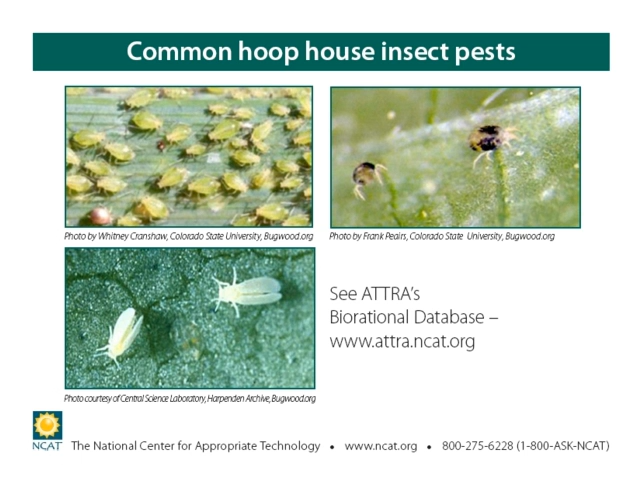 Common hoop house insect pests
Photo by Whitney Cranshaw, Colorado State University, Bugwood.org
Photo by Frank Peairs, Colorado State University, Bugwood.org
Photo courtesy of Central Science Laboratory, Harpenden Archive, Bugwood.org
See ATTRA's
Biorational Database –
www.attra.ncat.org
NCAT
The National Center for Appropriate Technology • www.ncat.org • 800-275-6228 (1-800-ASK-NCAT)